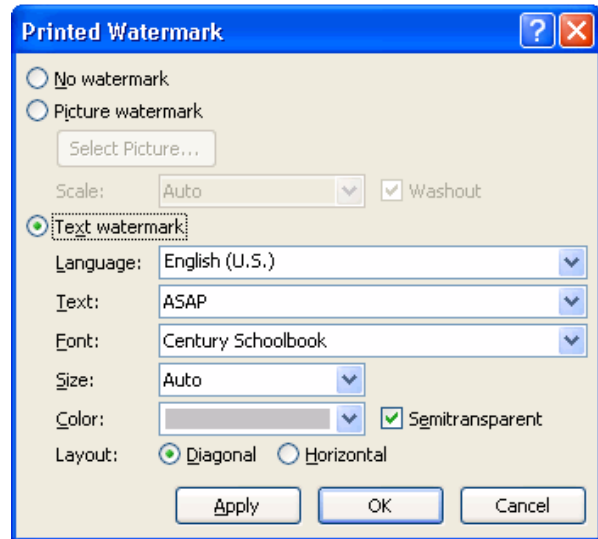 Printed Watermark ?
No watermark
Picture watermark
Select Picture...
Scale: Auto Washout
Text watermark
Language: English (U.S.)
Text: ASAP
Font: Century Schoolbook
Size: Auto
Color: Semitransparent
Layout: Diagonal Horizontal
Apply OK Cancel